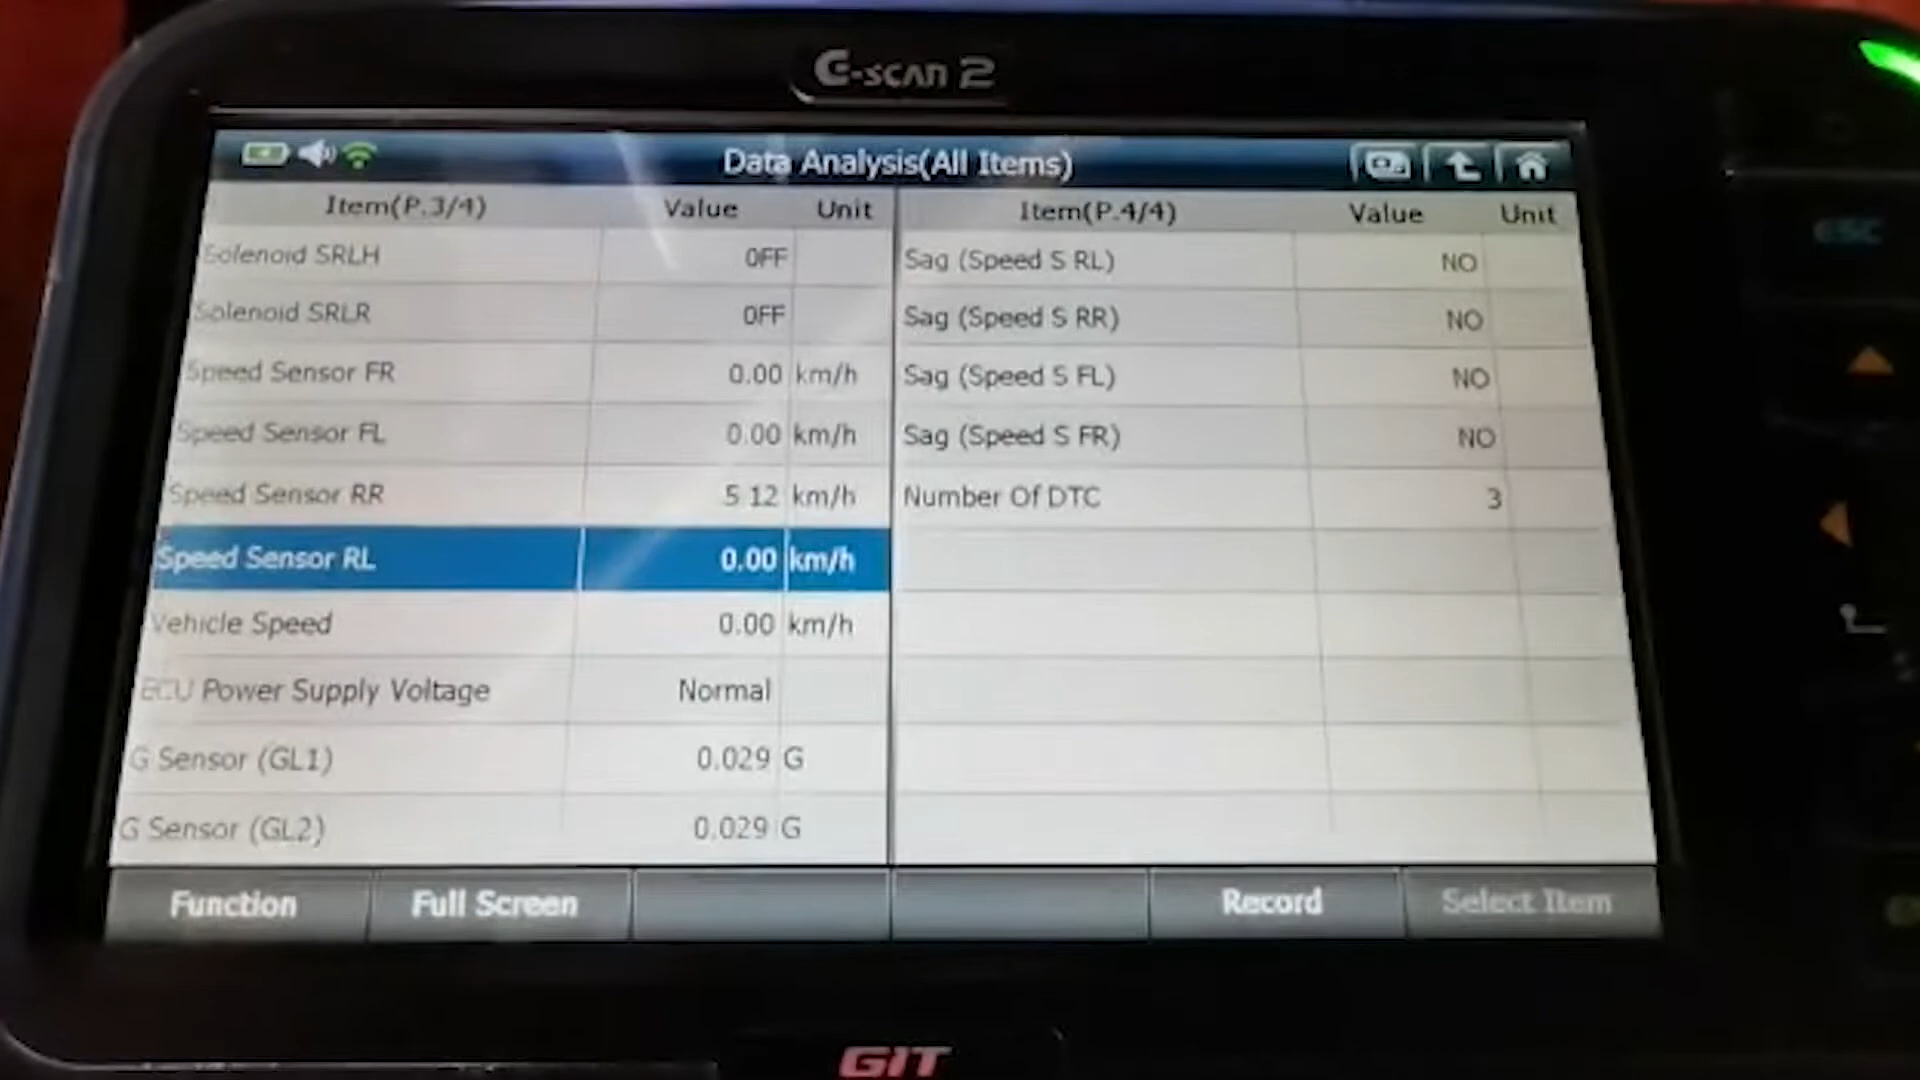 G-SCAN 2
Data Analysis(All Items)
Item(P.3/4) Value Unit
Solenoid SRLH OFF
Solenoid SRLR OFF
Speed Sensor FR 0.00 km/h
Speed Sensor FL 0.00 km/h
Speed Sensor RR 5 12 km/h
Speed Sensor RL 0.00 km/h
Vehicle Speed 0.00 km/h
ECU Power Supply Voltage Normal
G Sensor (GL1) 0.029 G
G Sensor (GL2) 0.029 G
Item(P.4/4) Value Unit
Sag (Speed S RL) NO
Sag (Speed S RR) NO
Sag (Speed S FL) NO
Sag (Speed S FR) NO
Number Of DTC 3
Function Full Screen Record Select Item
ESC
GIT